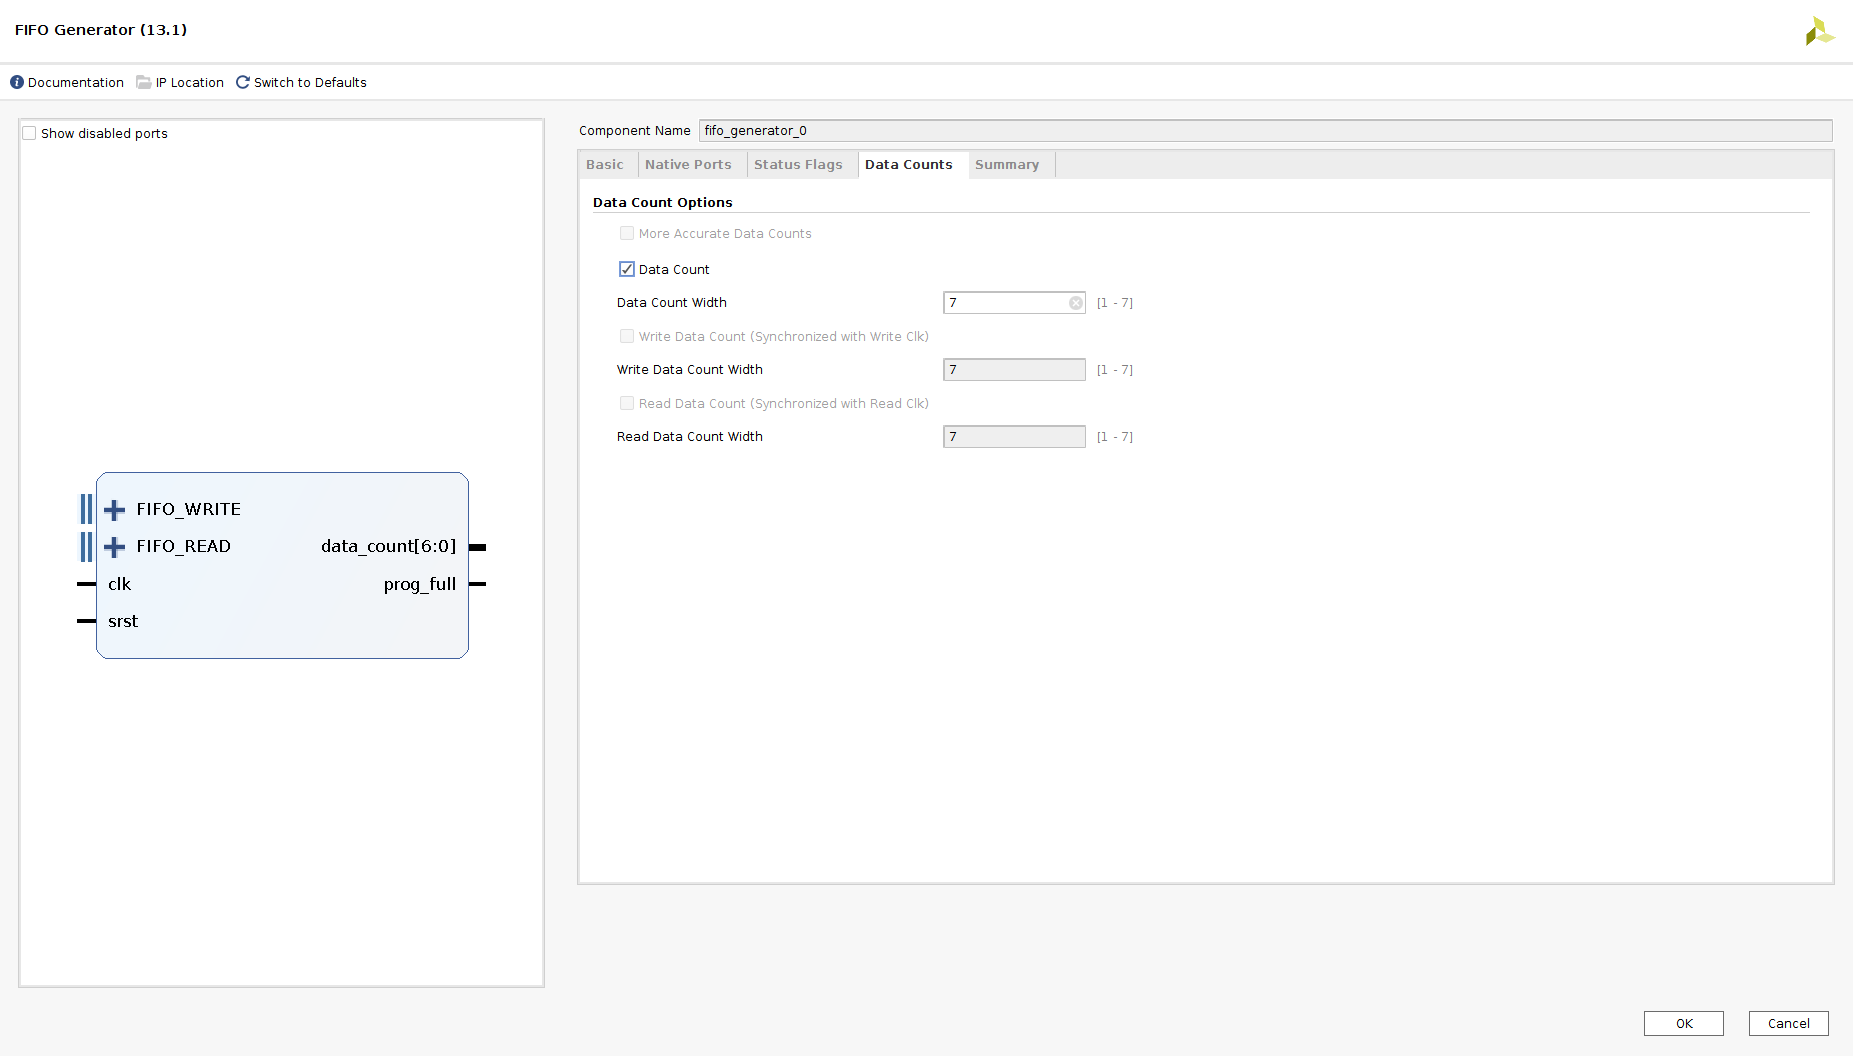 FIFO Generator (13.1)
Documentation IP Location Switch to Defaults
Show disabled ports
FIFO_WRITE
FIFO_READ data_count[6:0]
clk prog_full
srst
Component Name fifo_generator_0
Basic Native Ports Status Flags Data Counts Summary
Data Count Options
More Accurate Data Counts
Data Count
Data Count Width 7 [1 - 7]
Write Data Count (Synchronized with Write Clk)
Write Data Count Width 7 [1 - 7]
Read Data Count (Synchronized with Read Clk)
Read Data Count Width 7 [1 - 7]
OK Cancel